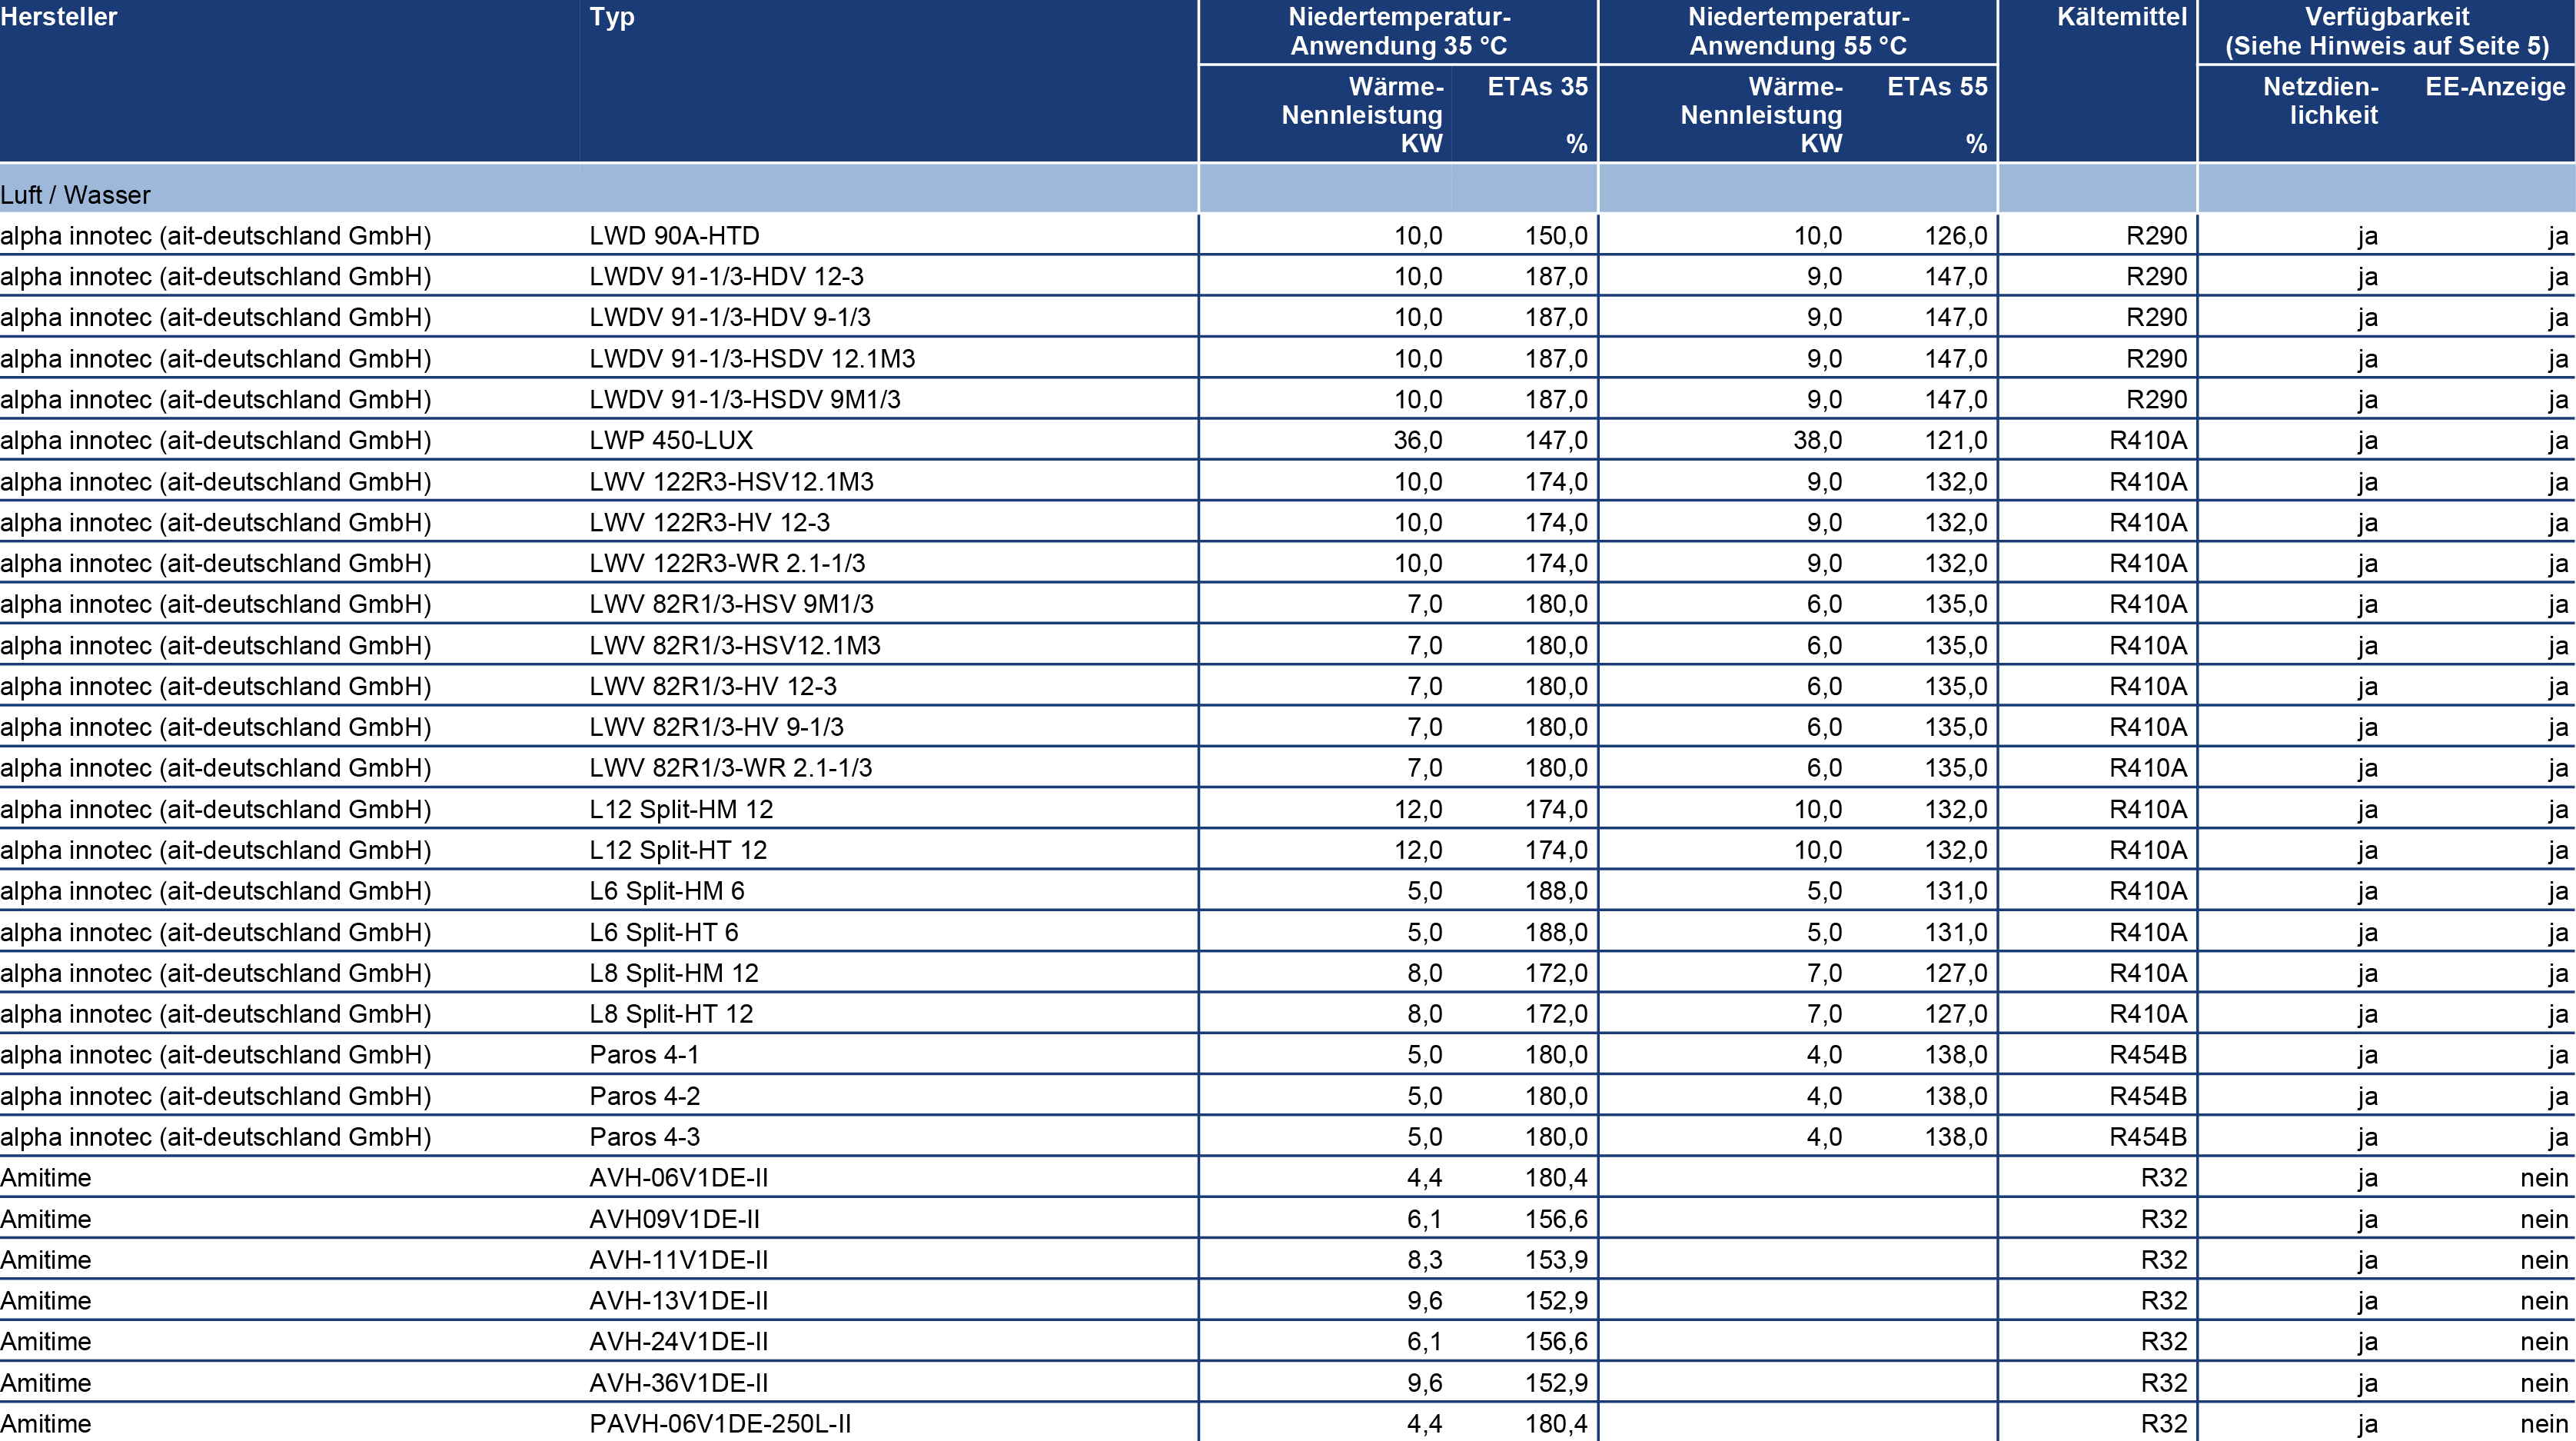 Hersteller Typ Niedertemperatur- Niedertemperatur- Kältemittel Verfügbarkeit
Anwendung 35 °C Anwendung 55 °C (Siehe Hinweis auf Seite 5)
Wärme- ETAs 35 Wärme- ETAs 55 Netzdien- EE-Anzeige
Nennleistung Nennleistung lichkeit
KW % KW %
Luft / Wasser
alpha innotec (ait-deutschland GmbH) LWD 90A-HTD 10,0 150,0 10,0 126,0 R290 ja ja
alpha innotec (ait-deutschland GmbH) LWDV 91-1/3-HDV 12-3 10,0 187,0 9,0 147,0 R290 ja ja
alpha innotec (ait-deutschland GmbH) LWDV 91-1/3-HDV 9-1/3 10,0 187,0 9,0 147,0 R290 ja ja
alpha innotec (ait-deutschland GmbH) LWDV 91-1/3-HSDV 12.1M3 10,0 187,0 9,0 147,0 R290 ja ja
alpha innotec (ait-deutschland GmbH) LWDV 91-1/3-HSDV 9M1/3 10,0 187,0 9,0 147,0 R290 ja ja
alpha innotec (ait-deutschland GmbH) LWP 450-LUX 36,0 147,0 38,0 121,0 R410A ja ja
alpha innotec (ait-deutschland GmbH) LWV 122R3-HSV12.1M3 10,0 174,0 9,0 132,0 R410A ja ja
alpha innotec (ait-deutschland GmbH) LWV 122R3-HV 12-3 10,0 174,0 9,0 132,0 R410A ja ja
alpha innotec (ait-deutschland GmbH) LWV 122R3-WR 2.1-1/3 10,0 174,0 9,0 132,0 R410A ja ja
alpha innotec (ait-deutschland GmbH) LWV 82R1/3-HSV 9M1/3 7,0 180,0 6,0 135,0 R410A ja ja
alpha innotec (ait-deutschland GmbH) LWV 82R1/3-HSV12.1M3 7,0 180,0 6,0 135,0 R410A ja ja
alpha innotec (ait-deutschland GmbH) LWV 82R1/3-HV 12-3 7,0 180,0 6,0 135,0 R410A ja ja
alpha innotec (ait-deutschland GmbH) LWV 82R1/3-HV 9-1/3 7,0 180,0 6,0 135,0 R410A ja ja
alpha innotec (ait-deutschland GmbH) LWV 82R1/3-WR 2.1-1/3 7,0 180,0 6,0 135,0 R410A ja ja
alpha innotec (ait-deutschland GmbH) L12 Split-HM 12 12,0 174,0 10,0 132,0 R410A ja ja
alpha innotec (ait-deutschland GmbH) L12 Split-HT 12 12,0 174,0 10,0 132,0 R410A ja ja
alpha innotec (ait-deutschland GmbH) L6 Split-HM 6 5,0 188,0 5,0 131,0 R410A ja ja
alpha innotec (ait-deutschland GmbH) L6 Split-HT 6 5,0 188,0 5,0 131,0 R410A ja ja
alpha innotec (ait-deutschland GmbH) L8 Split-HM 12 8,0 172,0 7,0 127,0 R410A ja ja
alpha innotec (ait-deutschland GmbH) L8 Split-HT 12 8,0 172,0 7,0 127,0 R410A ja ja
alpha innotec (ait-deutschland GmbH) Paros 4-1 5,0 180,0 4,0 138,0 R454B ja ja
alpha innotec (ait-deutschland GmbH) Paros 4-2 5,0 180,0 4,0 138,0 R454B ja ja
alpha innotec (ait-deutschland GmbH) Paros 4-3 5,0 180,0 4,0 138,0 R454B ja ja
Amitime AVH-06V1DE-II 4,4 180,4 R32 ja nein
Amitime AVH09V1DE-II 6,1 156,6 R32 ja nein
Amitime AVH-11V1DE-II 8,3 153,9 R32 ja nein
Amitime AVH-13V1DE-II 9,6 152,9 R32 ja nein
Amitime AVH-24V1DE-II 6,1 156,6 R32 ja nein
Amitime AVH-36V1DE-II 9,6 152,9 R32 ja nein
Amitime PAVH-06V1DE-250L-II 4,4 180,4 R32 ja nein